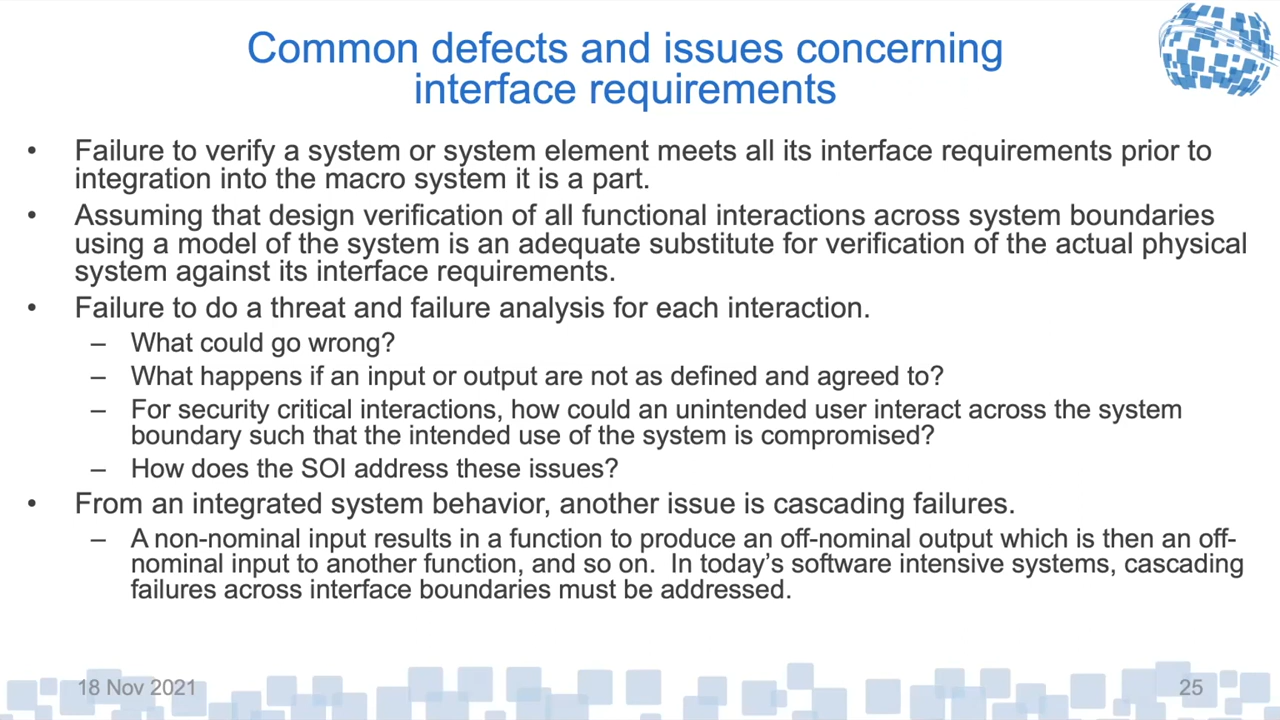 Common defects and issues concerning
interface requirements
• Failure to verify a system or system element meets all its interface requirements prior to
integration into the macro system it is a part.
• Assuming that design verification of all functional interactions across system boundaries
using a model of the system is an adequate substitute for verification of the actual physical
system against its interface requirements.
• Failure to do a threat and failure analysis for each interaction.
– What could go wrong?
– What happens if an input or output are not as defined and agreed to?
– For security critical interactions, how could an unintended user interact across the system
boundary such that the intended use of the system is compromised?
– How does the SOI address these issues?
• From an integrated system behavior, another issue is cascading failures.
– A non-nominal input results in a function to produce an off-nominal output which is then an off-
nominal input to another function, and so on.  In today’s software intensive systems, cascading
failures across interface boundaries must be addressed.
18 Nov 2021
25